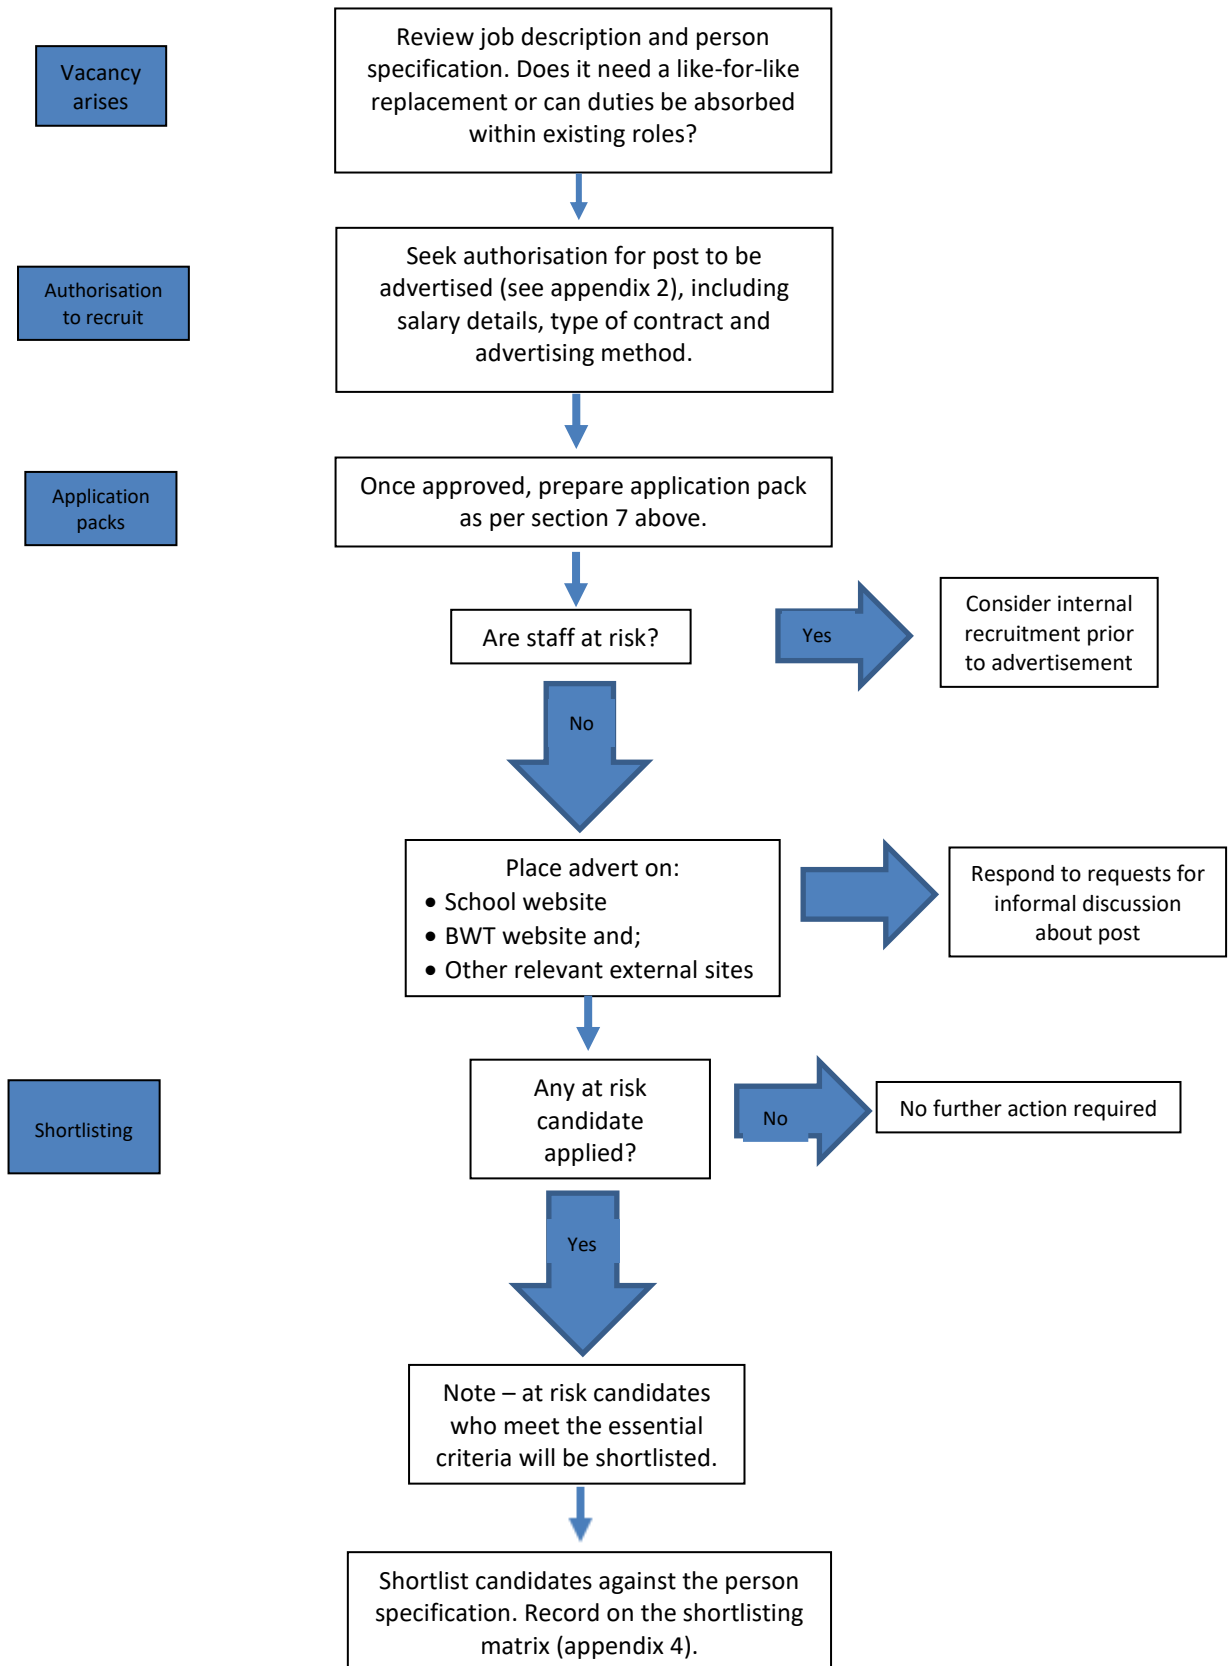 Vacancy
arises
Review job description and person
specification. Does it need a like-for-like
replacement or can duties be absorbed
within existing roles?
Authorisation
to recruit
Seek authorisation for post to be
advertised (see appendix 2), including
salary details, type of contract and
advertising method.
Application
packs
Once approved, prepare application pack
as per section 7 above.
Are staff at risk?
Yes
Consider internal
recruitment prior
to advertisement
No
Place advert on:
• School website
• BWT website and;
• Other relevant external sites
Respond to requests for
informal discussion
about post
Shortlisting
Any at risk
candidate
applied?
No
No further action required
Yes
Note – at risk candidates
who meet the essential
criteria will be shortlisted.
Shortlist candidates against the person
specification. Record on the shortlisting
matrix (appendix 4).